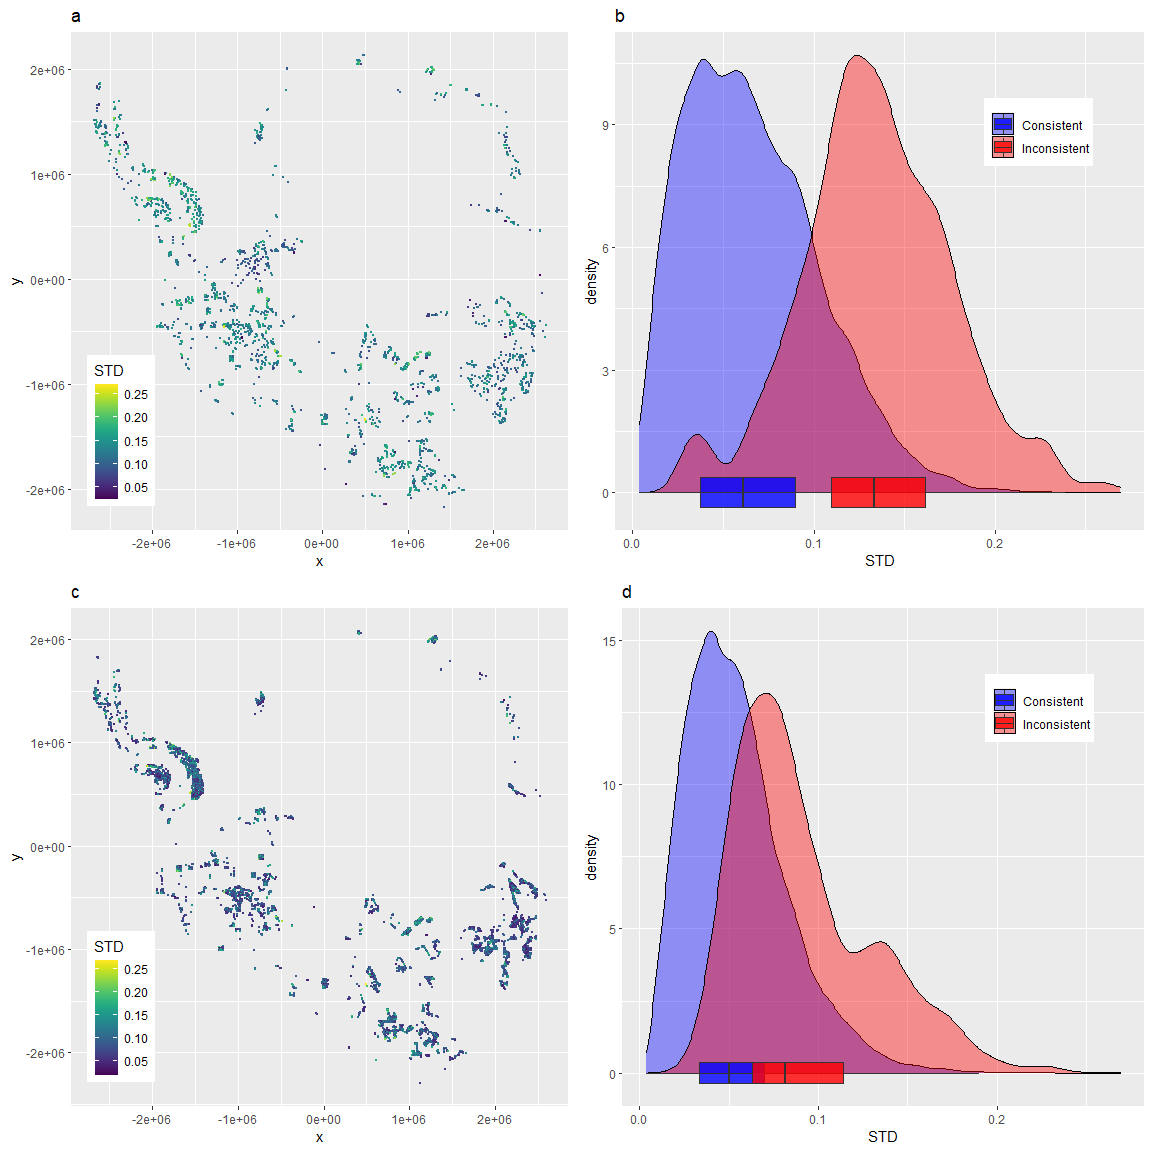 a
2e+06
1e+06
0e+00
-1e+06
-2e+06
y
STD
0.25
0.20
0.15
0.10
0.05
-2e+06 -1e+06 0e+00 1e+06 2e+06
x
b
9
6
3
0
density
Consistent
Inconsistent
0.0 0.1 0.2
STD
c
2e+06
1e+06
0e+00
-1e+06
-2e+06
y
STD
0.25
0.20
0.15
0.10
0.05
-2e+06 -1e+06 0e+00 1e+06 2e+06
x
d
15
10
5
0
density
Consistent
Inconsistent
0.0 0.1 0.2
STD